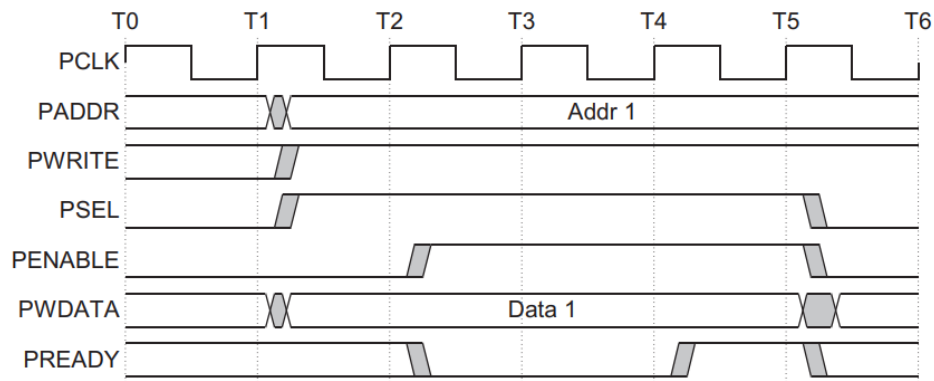 T0 T1 T2 T3 T4 T5 T6
PCLK
PADDR Addr 1
PWRITE
PSEL
PENABLE
PWDATA Data 1
PREADY